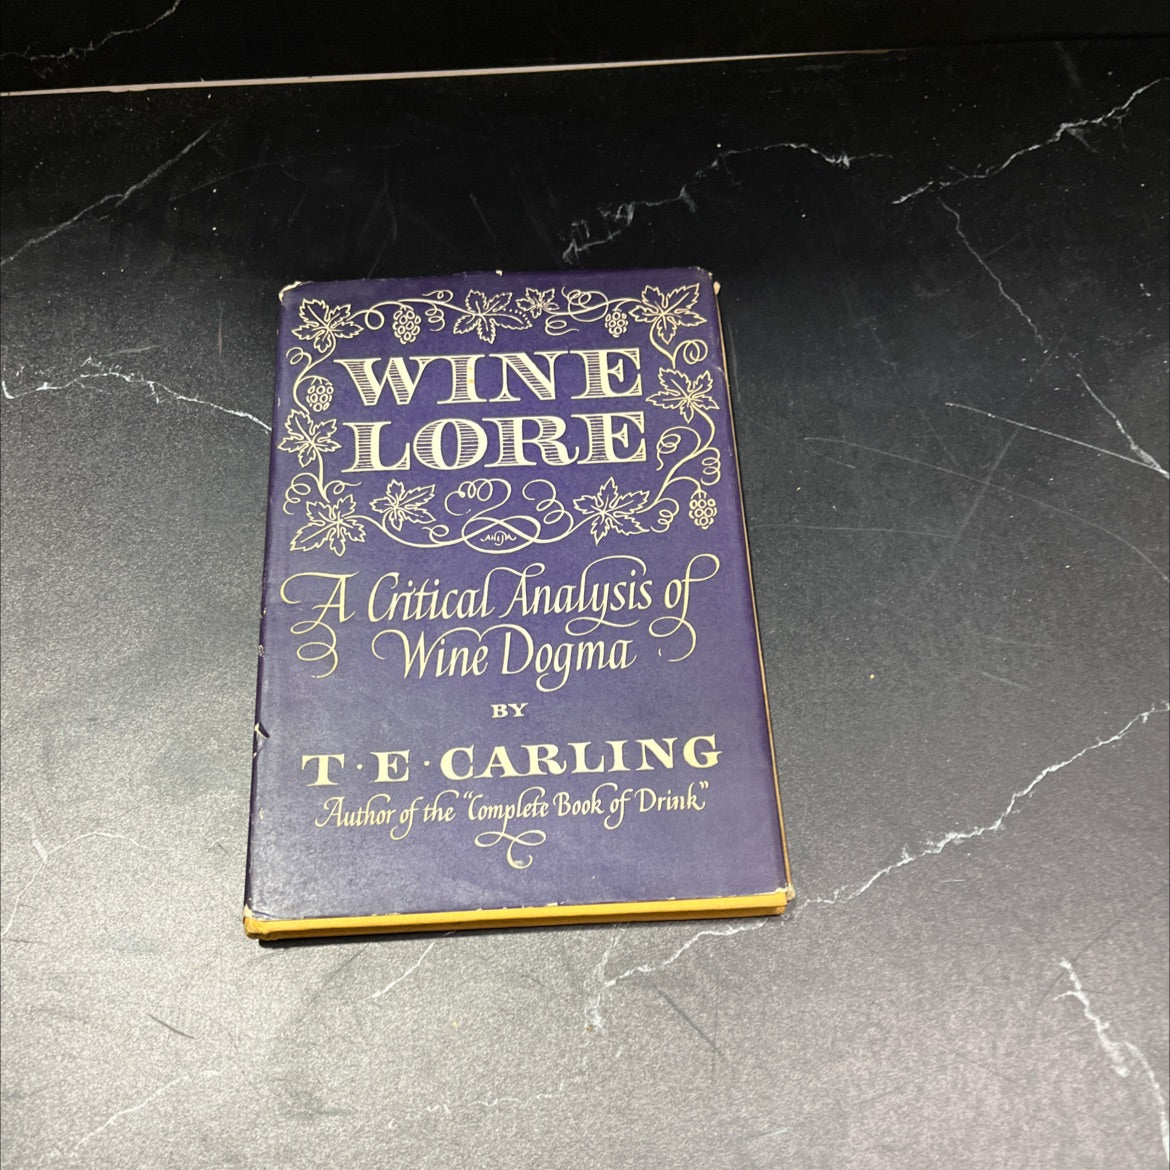 WINE
LORE
A Critical Analysis of
Wine Dogma
BY
T·E·CARLING
Author of the "Complete Book of Drink"